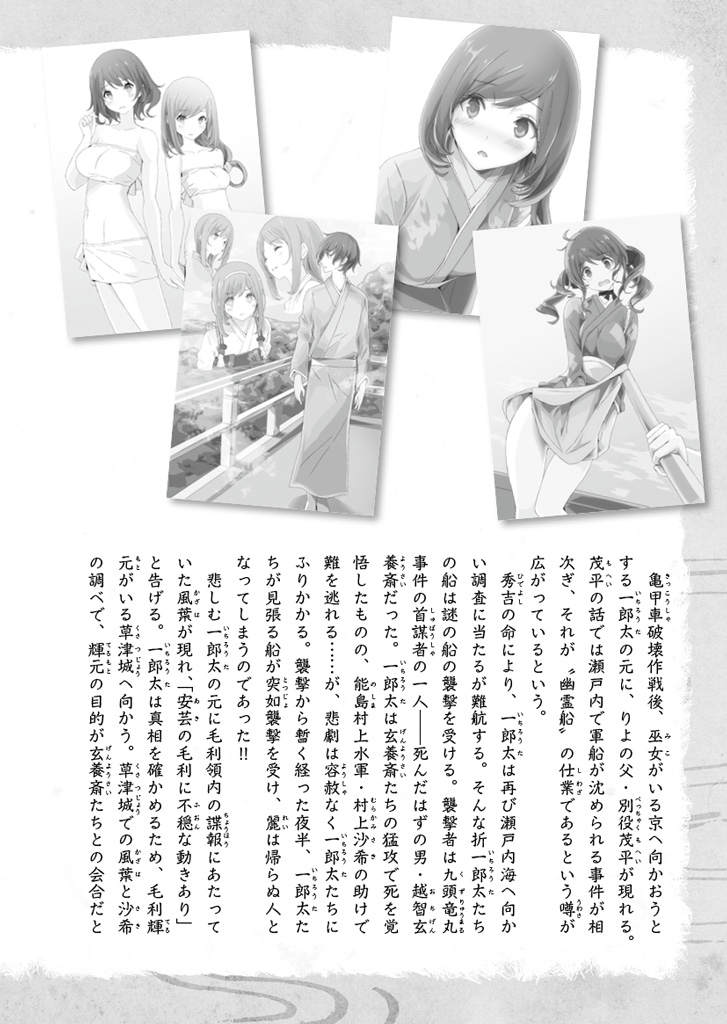 亀甲車破壊作戦後、巫女がいる京へ向かおうと
する一郎太の元に、りよの父・別役茂平が現れる。
茂平の話では瀬戸内で軍船が沈められる事件が相
次ぎ、それが〝幽霊船〟の仕業であるという噂が
広がっているという。
秀吉の命により、一郎太は再び瀬戸内海へ向か
い調査に当たるが難航する。そんな折一郎太たち
の船は謎の船の襲撃を受ける。襲撃者は九頭竜丸
事件の首謀者の一人――死んだはずの男・越智玄
養斎だった。一郎太は玄養斎たちの猛攻で死を覚
悟したものの、能島村上水軍・村上沙希の助けで
難を逃れる……が、悲劇は容赦なく一郎太たちに
ふりかかる。襲撃から暫く経った夜半、一郎太た
ちが見張る船が突如襲撃を受け、麗は帰らぬ人と
なってしまうのであった!!
悲しむ一郎太の元に毛利領内の諜報にあたって
いた風葉が現れ、「安芸の毛利に不穏な動きあり」
と告げる。一郎太は真相を確かめるため、毛利輝
元がいる草津城へ向かう。草津城での風葉と沙希
の調べで、輝元の目的が玄養斎たちとの会合だと